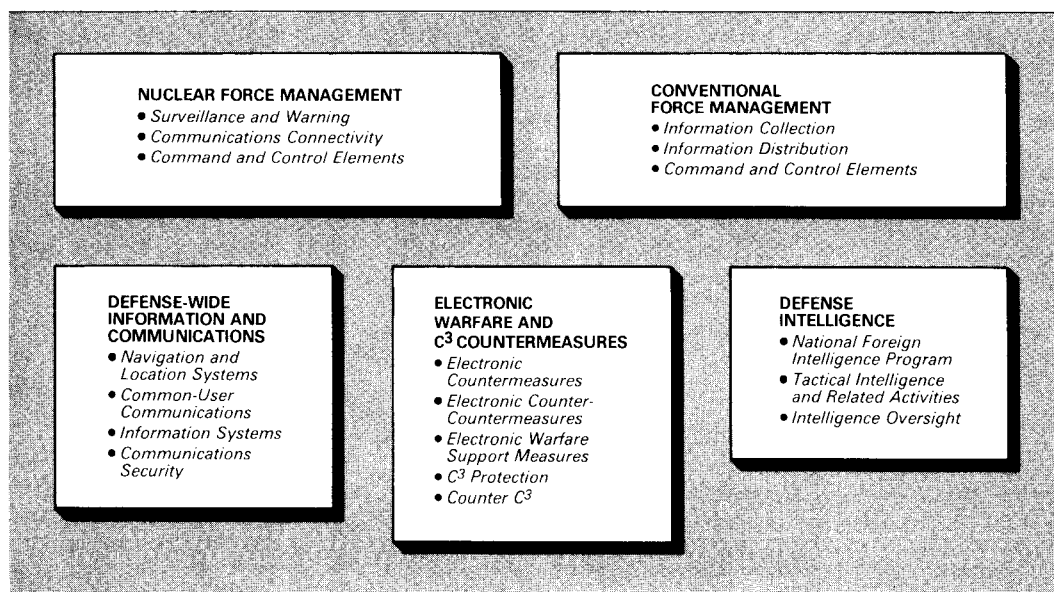 NUCLEAR FORCE MANAGEMENT
• Surveillance and Warning
• Communications Connectivity
• Command and Control Elements
CONVENTIONAL
FORCE MANAGEMENT
• Information Collection
• Information Distribution
• Command and Control Elements
DEFENSE-WIDE
INFORMATION AND
COMMUNICATIONS
• Navigation and
Location Systems
• Common-User
Communications
• Information Systems
• Communications
Security
ELECTRONIC
WARFARE AND
C³ COUNTERMEASURES
• Electronic
Countermeasures
• Electronic Counter-
Countermeasures
• Electronic Warfare
Support Measures
• C³ Protection
• Counter C³
DEFENSE
INTELLIGENCE
• National Foreign
Intelligence Program
• Tactical Intelligence
and Related Activities
• Intelligence Oversight